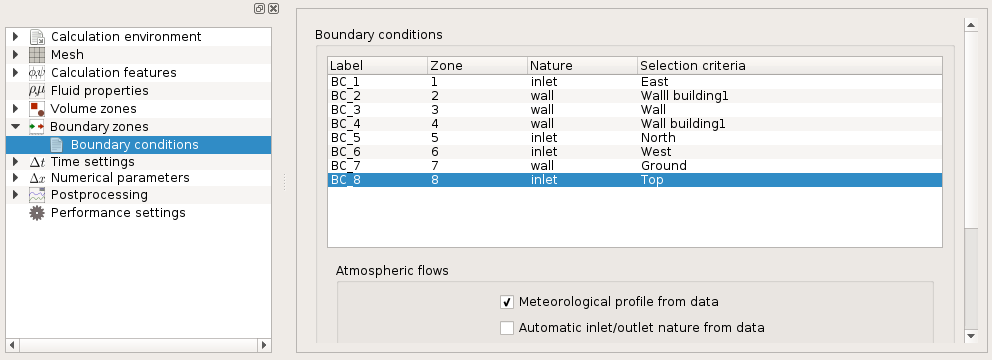 Calculation environment
Mesh
φ,ψ Calculation features
ρ,μ Fluid properties
Volume zones
Boundary zones
Boundary conditions
Δt Time settings
Δx Numerical parameters
Postprocessing
Performance settings
Boundary conditions
Label Zone Nature Selection criteria
BC_1 1 inlet East
BC_2 2 wall Walll building1
BC_3 3 wall Wall
BC_4 4 wall Wall building1
BC_5 5 inlet North
BC_6 6 inlet West
BC_7 7 wall Ground
BC_8 8 inlet Top
Atmospheric flows
Meteorological profile from data
Automatic inlet/outlet nature from data